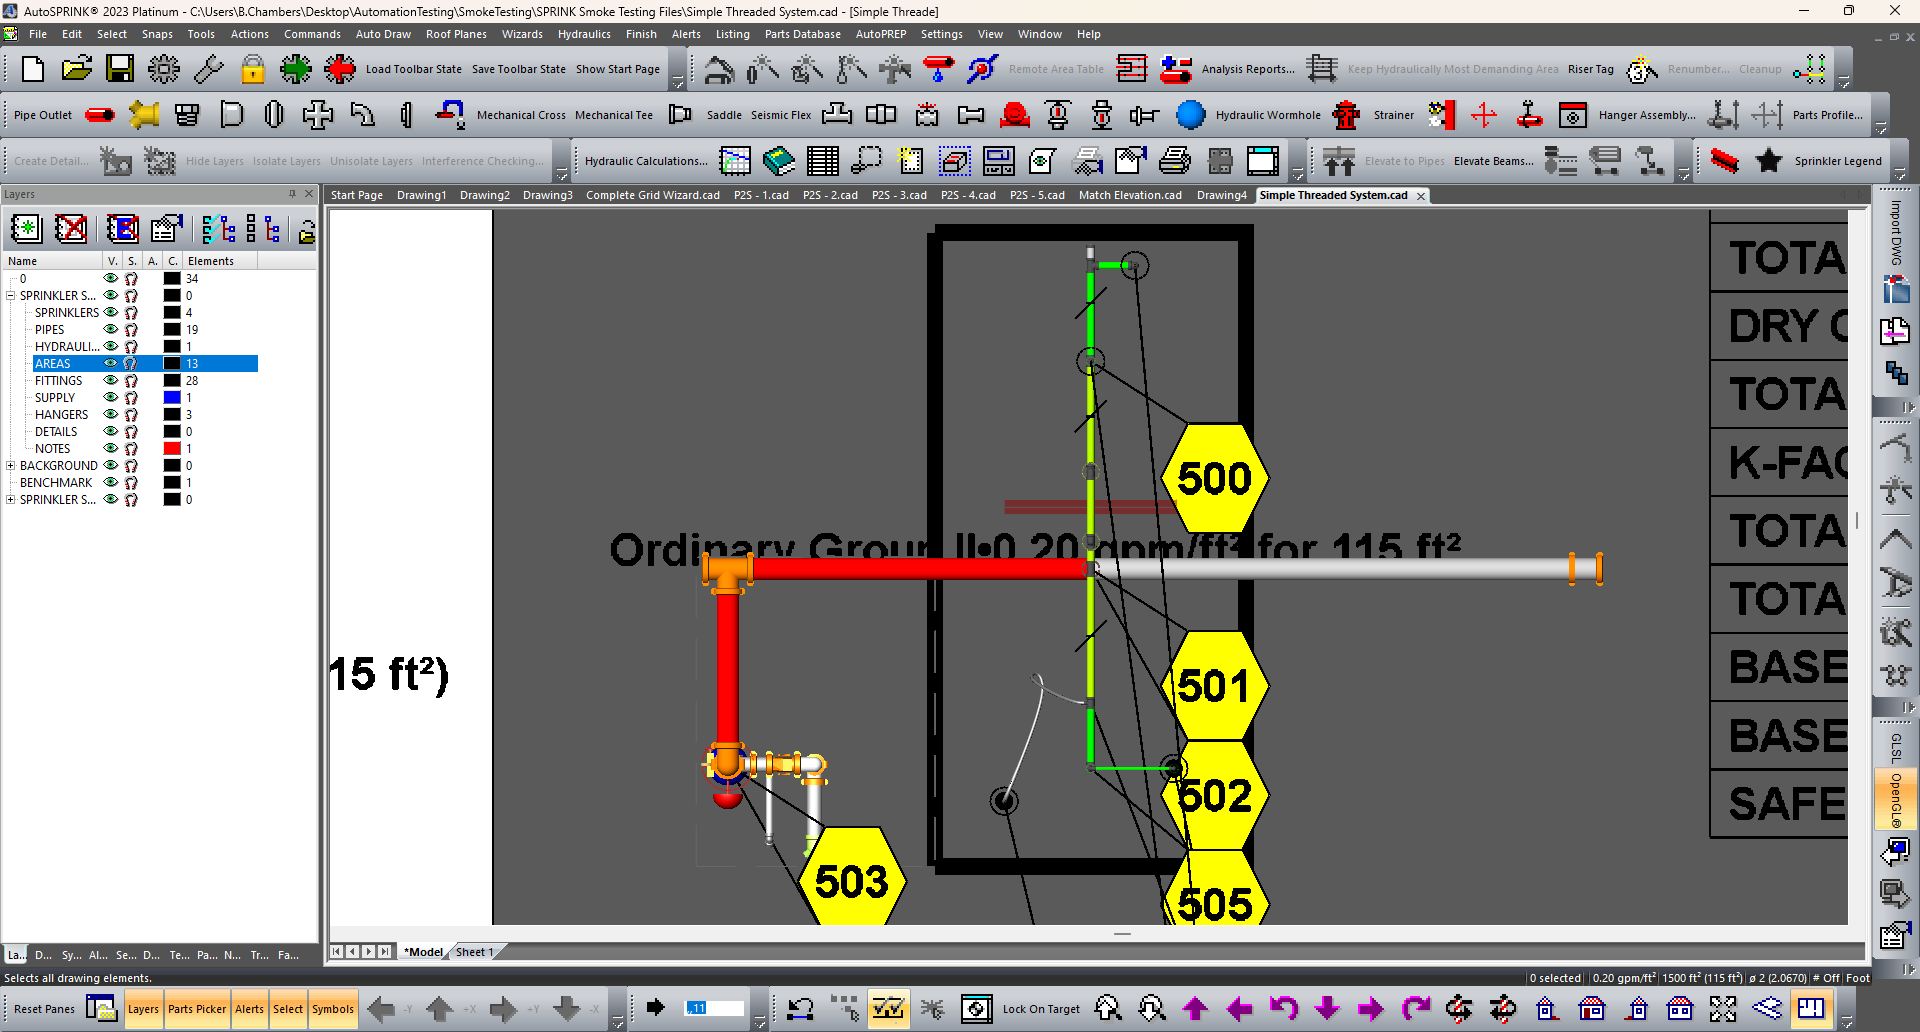 AutoSPRINK® 2023 Platinum - C:\Users\B.Chambers\Desktop\AutomationTesting\SmokeTesting\SPRINK Smoke Testing Files\Simple Threaded System.cad - [Simple Threade]
File Edit Select Snaps Tools Actions Commands Auto Draw Roof Planes Wizards Hydraulics Finish Alerts Listing Parts Database AutoPREP Settings View Window Help
Load Toolbar State Save Toolbar State Show Start Page Remote Area Table Analysis Reports... Keep Hydraulically Most Demanding Area Riser Tag Renumber... Cleanup
Pipe Outlet Mechanical Cross Mechanical Tee Saddle Seismic Flex Hydraulic Wormhole Strainer Hanger Assembly... Parts Profile...
Create Detail... Hide Layers Isolate Layers Unisolate Layers Interference Checking... Hydraulic Calculations... Elevate to Pipes Elevate Beams... Sprinkler Legend
Layers
Start Page Drawing1 Drawing2 Drawing3 Complete Grid Wizard.cad P2S - 1.cad P2S - 2.cad P2S - 3.cad P2S - 4.cad P2S - 5.cad Match Elevation.cad Drawing4 Simple Threaded System.cad
Name V. S. A. C. Elements
0 34
SPRINKLER S... 0
SPRINKLERS 4
PIPES 19
HYDRAULI... 1
AREAS 13
FITTINGS 28
SUPPLY 1
HANGERS 3
DETAILS 0
NOTES 1
BACKGROUND 0
BENCHMARK 1
SPRINKLER S... 0
500
Ordinary Group II•0.20 gpm/ft² for 115 ft²
501
15 ft²)
502
503
505
TOTA
DRY
TOTA
K-FAC
TOTA
TOTA
BASE
BASE
SAFE
Import DWG
GLSL
OpenGL®
La... D... Sy... Al... Se... D... Te... Pa... N... Tr... Fa...
*Model Sheet 1
Selects all drawing elements.
0 selected 0.20 gpm/ft² 1500 ft² (115 ft²) ø 2 (2.0670) # Off Foot
Reset Panes Layers Parts Picker Alerts Select Symbols -Y +X +Y -X ,,11 Lock On Target